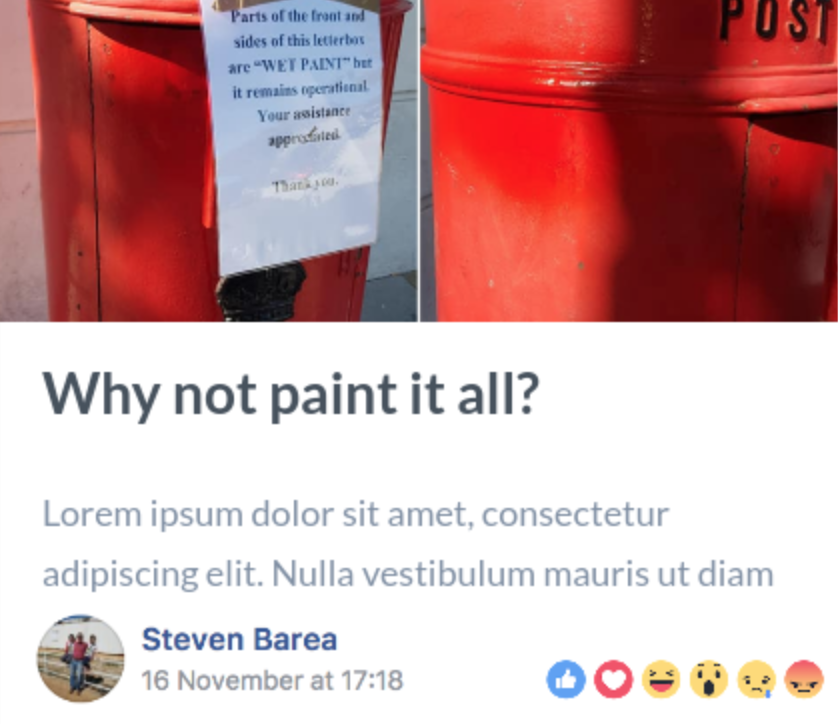 Parts of the front and
sides of this letterbox
are “WET PAINT” but
it remains operational.
Your assistance
appreciated.
Thank you.
POST
Why not paint it all?
Lorem ipsum dolor sit amet, consectetur
adipiscing elit. Nulla vestibulum mauris ut diam
Steven Barea
16 November at 17:18